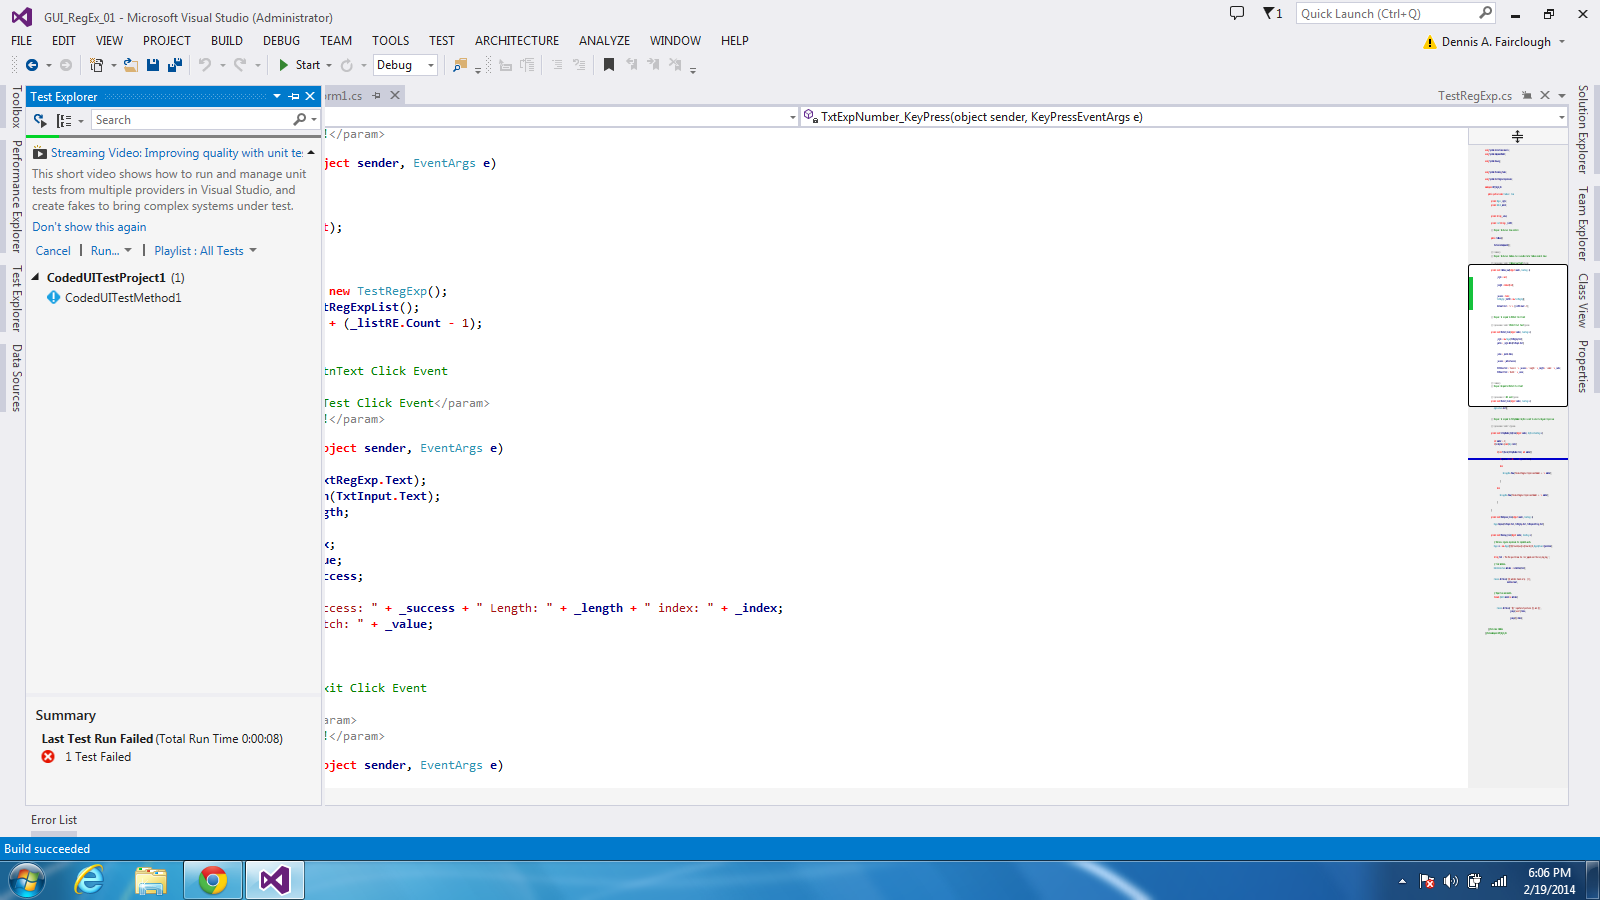 GUI_RegEx_01 - Microsoft Visual Studio (Administrator)
1
Quick Launch (Ctrl+Q)
FILE EDIT VIEW PROJECT BUILD DEBUG TEAM TOOLS TEST ARCHITECTURE ANALYZE WINDOW HELP
Dennis A. Fairclough
Start
Debug
Toolbox
Performance Explorer
Test Explorer
Data Sources
Test Explorer
Search
Streaming Video: Improving quality with unit te
This short video shows how to run and manage unit
tests from multiple providers in Visual Studio, and
create fakes to bring complex systems under test.
Don't show this again
Cancel | Run... | Playlist : All Tests
CodedUITestProject1 (1)
CodedUITestMethod1
Summary
Last Test Run Failed (Total Run Time 0:00:08)
1 Test Failed
rm1.cs
TestRegExp.cs
TxtExpNumber_KeyPress(object sender, KeyPressEventArgs e)
!</param>
ject sender, EventArgs e)
t);
new TestRegExp();
tRegExpList();
+ (_listRE.Count - 1);
tnText Click Event
Test Click Event</param>
!</param>
bject sender, EventArgs e)
xtRegExp.Text);
n(TxtInput.Text);
gth;
x;
ue;
ccess;
ccess: " + _success + " Length: " + _length + " index: " + _index;
tch: " + _value;
xit Click Event
aram>
!</param>
bject sender, EventArgs e)
Solution Explorer
Team Explorer
Class View
Properties
Error List
Build succeeded
6:06 PM
2/19/2014